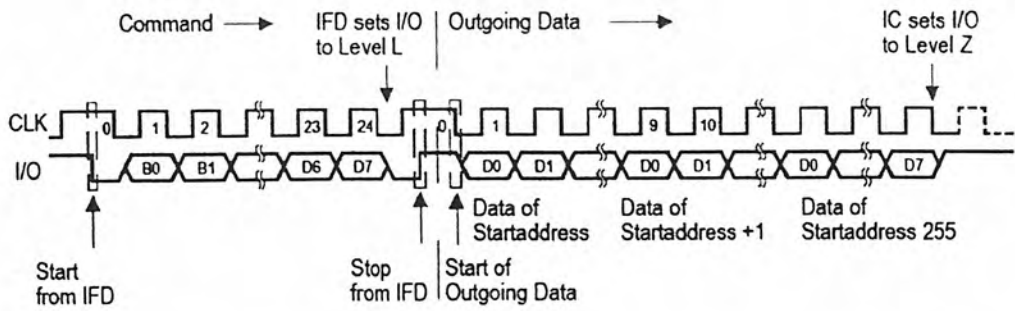 Command
IFD sets I/O
to Level L
Outgoing Data
IC sets I/O
to Level Z
CLK
0 1 2 23 24 0 1 9 10
I/O
B0 B1 D6 D7 D0 D1 D0 D1 D0 D7
Data of
Startaddress
Data of
Startaddress +1
Data of
Startaddress 255
Start
from IFD
Stop
from IFD
Start of
Outgoing Data